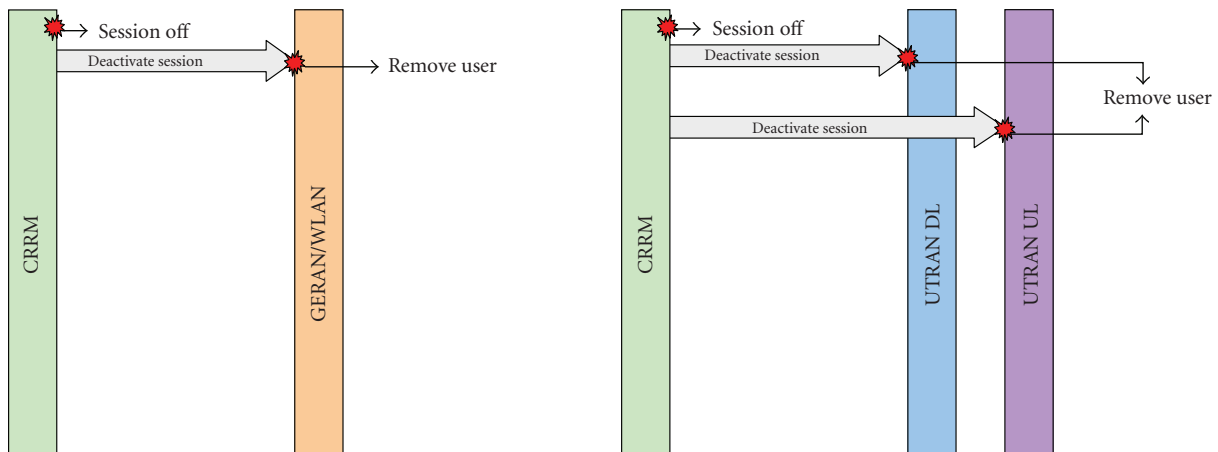 Session off
Deactivate session
Remove user
CRRM
GERAN/WLAN
Session off
Deactivate session
Remove user
Deactivate session
CRRM
UTRAN DL
UTRAN UL